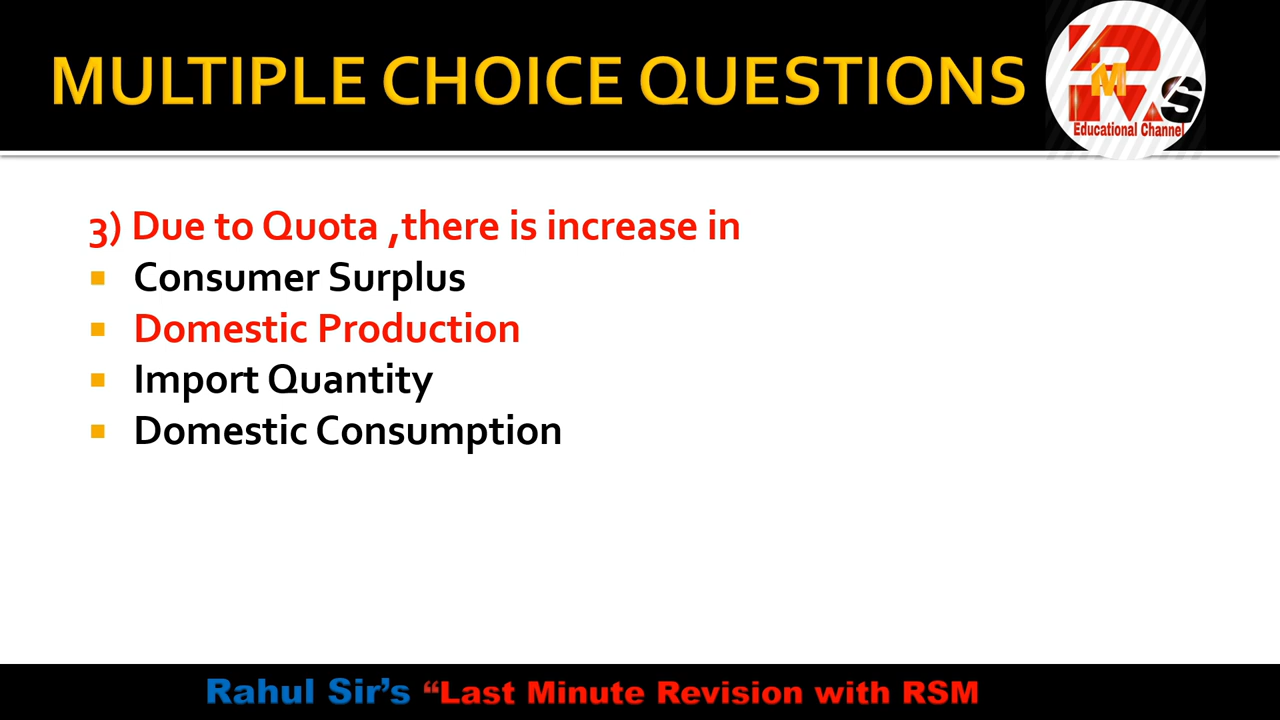 MULTIPLE CHOICE QUESTIONS
RMS
Educational Channel
3) Due to Quota ,there is increase in
Consumer Surplus
Domestic Production
Import Quantity
Domestic Consumption
Rahul Sir’s “Last Minute Revision with RSM